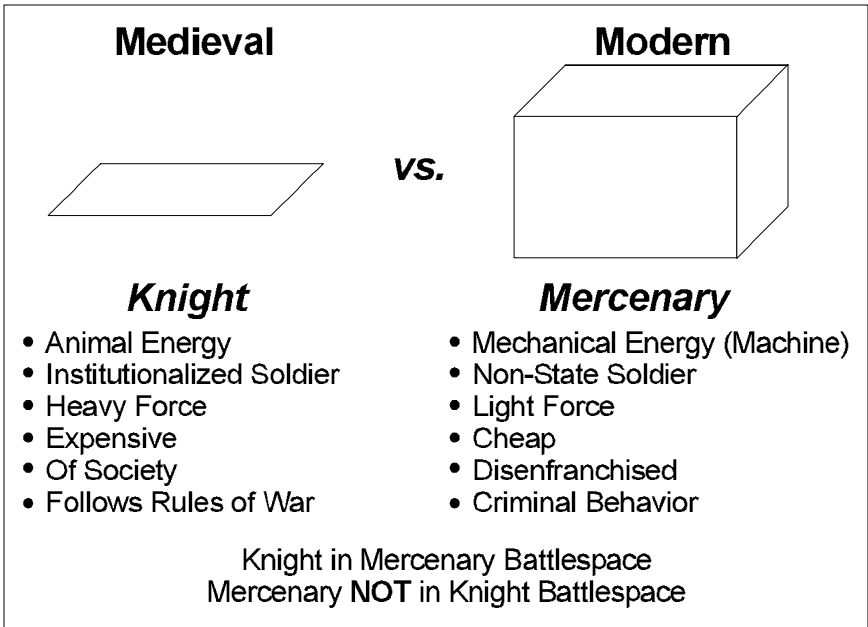 Medieval
Modern
vs.
Knight
• Animal Energy
• Institutionalized Soldier
• Heavy Force
• Expensive
• Of Society
• Follows Rules of War
Mercenary
• Mechanical Energy (Machine)
• Non-State Soldier
• Light Force
• Cheap
• Disenfranchised
• Criminal Behavior
Knight in Mercenary Battlespace
Mercenary NOT in Knight Battlespace